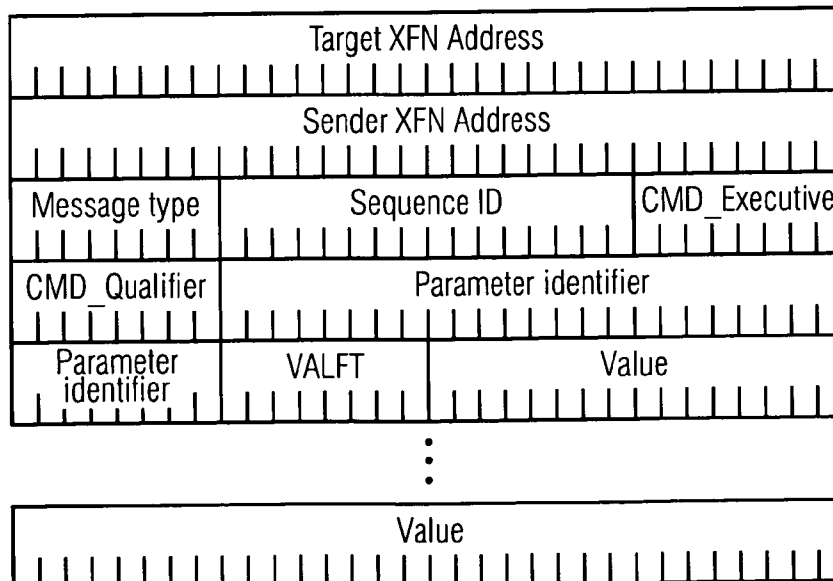 Target XFN Address
Sender XFN Address
Message type Sequence ID CMD_Executive
CMD_Qualifier Parameter identifier
Parameter identifier VALFT Value
Value